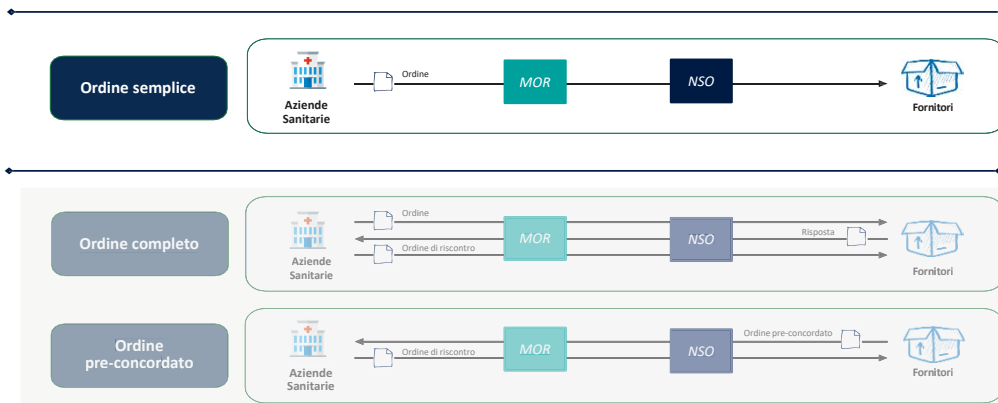 Ordine semplice
Ordine
MOR
NSO
Aziende
Sanitarie
Fornitori
Ordine completo
Ordine
Risposta
MOR
NSO
Ordine di riscontro
Aziende
Sanitarie
Fornitori
Ordine
pre-concordato
Ordine pre-concordato
MOR
NSO
Ordine di riscontro
Aziende
Sanitarie
Fornitori